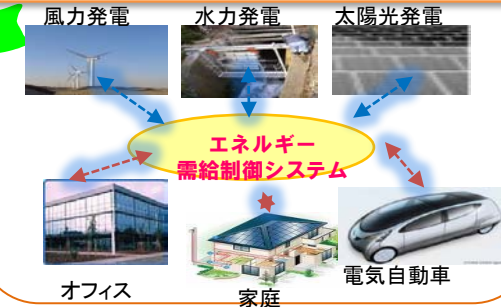 風力発電
水力発電
太陽光発電
エネルギー
需給制御システム
オフィス
家庭
電気自動車